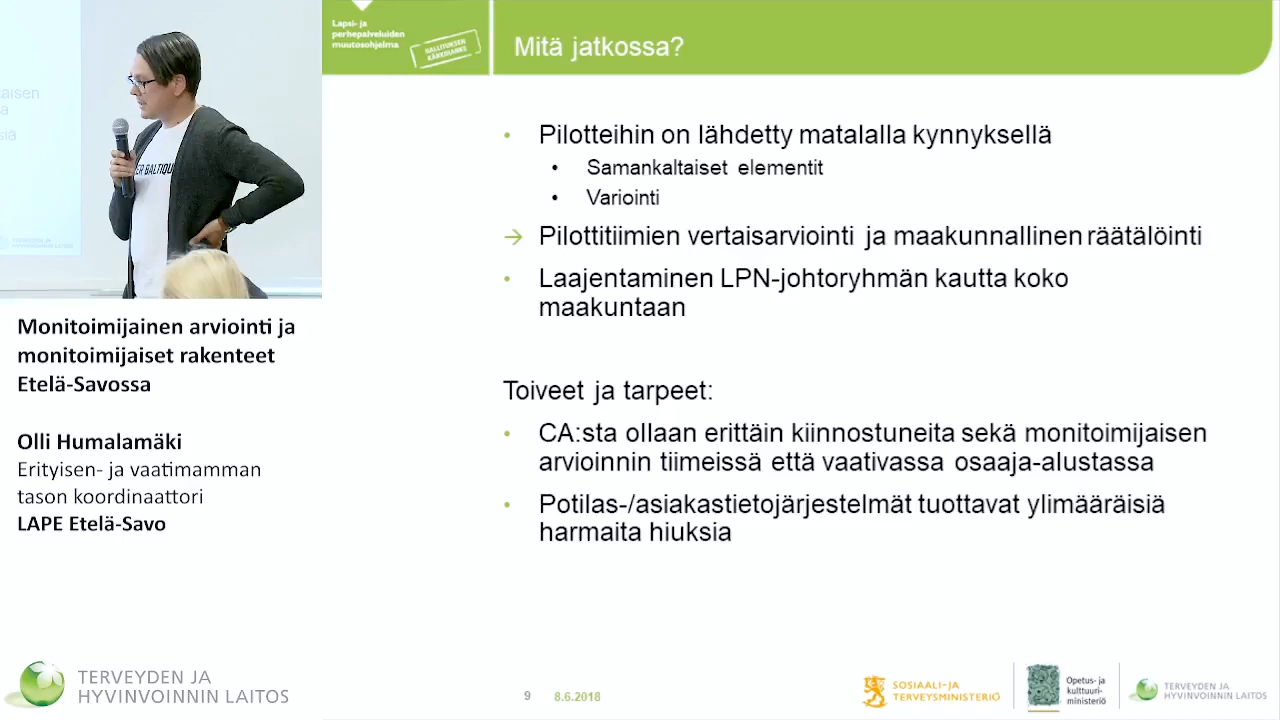 Lapsi- ja
perhepalveluiden
muutosohjelma
HALLITUKSEN
KÄRKIHANKE
Mitä jatkossa?
• Pilotteihin on lähdetty matalalla kynnyksellä
• Samankaltaiset elementit
• Variointi
→ Pilottitiimien vertaisarviointi ja maakunnallinen räätälöinti
• Laajentaminen LPN-johtoryhmän kautta koko
maakuntaan
Toiveet ja tarpeet:
• CA:sta ollaan erittäin kiinnostuneita sekä monitoimijaisen
arvioinnin tiimeissä että vaativassa osaaja-alustassa
• Potilas-/asiakastietojärjestelmät tuottavat ylimääräisiä
harmaita hiuksia
Monitoimijainen arviointi ja
monitoimijaiset rakenteet
Etelä-Savossa
Olli Humalamäki
Erityisen- ja vaatimamman
tason koordinaattori
LAPE Etelä-Savo
TERVEYDEN JA
HYVINVOINNIN LAITOS
9
8.6.2018
SOSIAALI- JA
TERVEYSMINISTERIÖ
Opetus- ja
kulttuuri-
ministeriö
TERVEYDEN JA
HYVINVOINNIN LAITOS